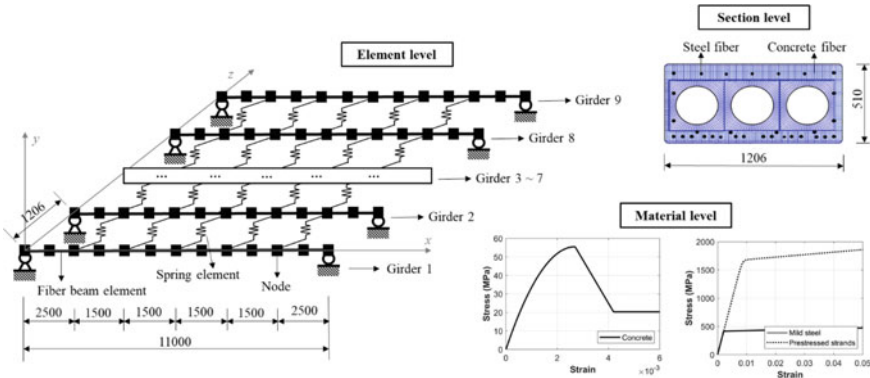 Element level
z
y
x
1206
Girder 9
Girder 8
...
...
...
...
...
Girder 3 ~ 7
Girder 2
Girder 1
Fiber beam element
Spring element
Node
2500
1500
1500
1500
1500
2500
11000
Section level
Steel fiber
Concrete fiber
510
1206
Material level
Stress (MPa)
60
50
40
30
20
10
0
0
2
4
6
×10⁻³
Strain
Concrete
Stress (MPa)
2000
1500
1000
500
0
0
0.01
0.02
0.03
0.04
0.05
Strain
Mild steel
Prestressed strands